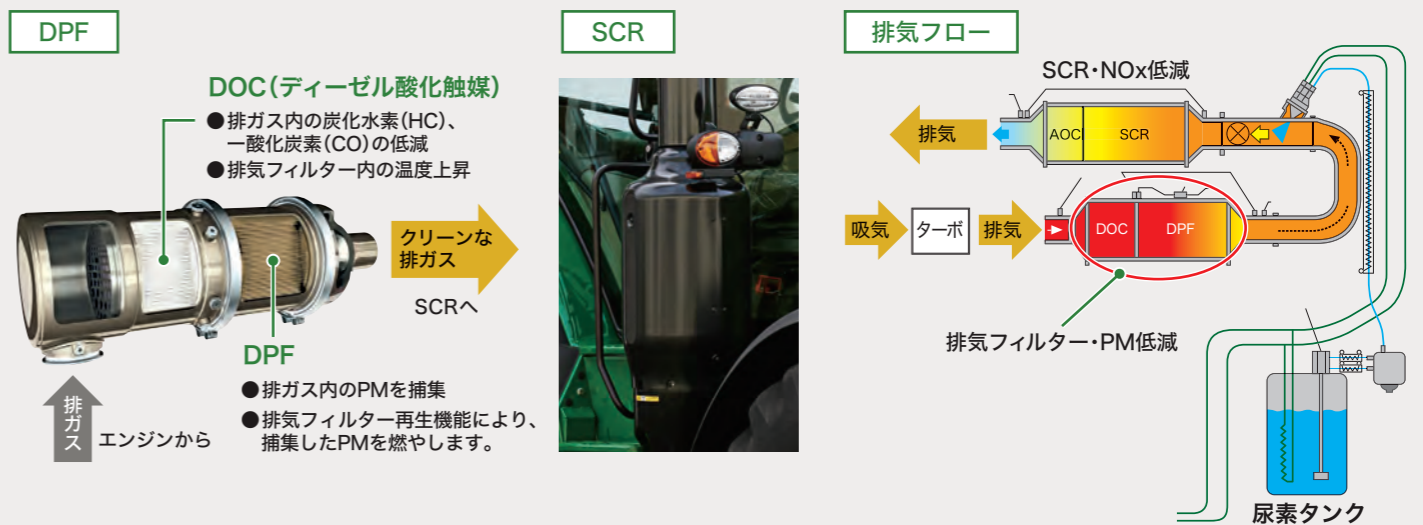 DPF
DOC(ディーゼル酸化触媒)
●排ガス内の炭化水素(HC)、
一酸化炭素(CO)の低減
●排気フィルター内の温度上昇
クリーンな
排ガス
SCRへ
DPF
●排ガス内のPMを捕集
●排気フィルター再生機能により、
捕集したPMを燃やします。
排ガス
エンジンから
SCR
排気フロー
SCR・NOx低減
排気
AOC
SCR
吸気
ターボ
排気
DOC
DPF
排気フィルター・PM低減
尿素タンク